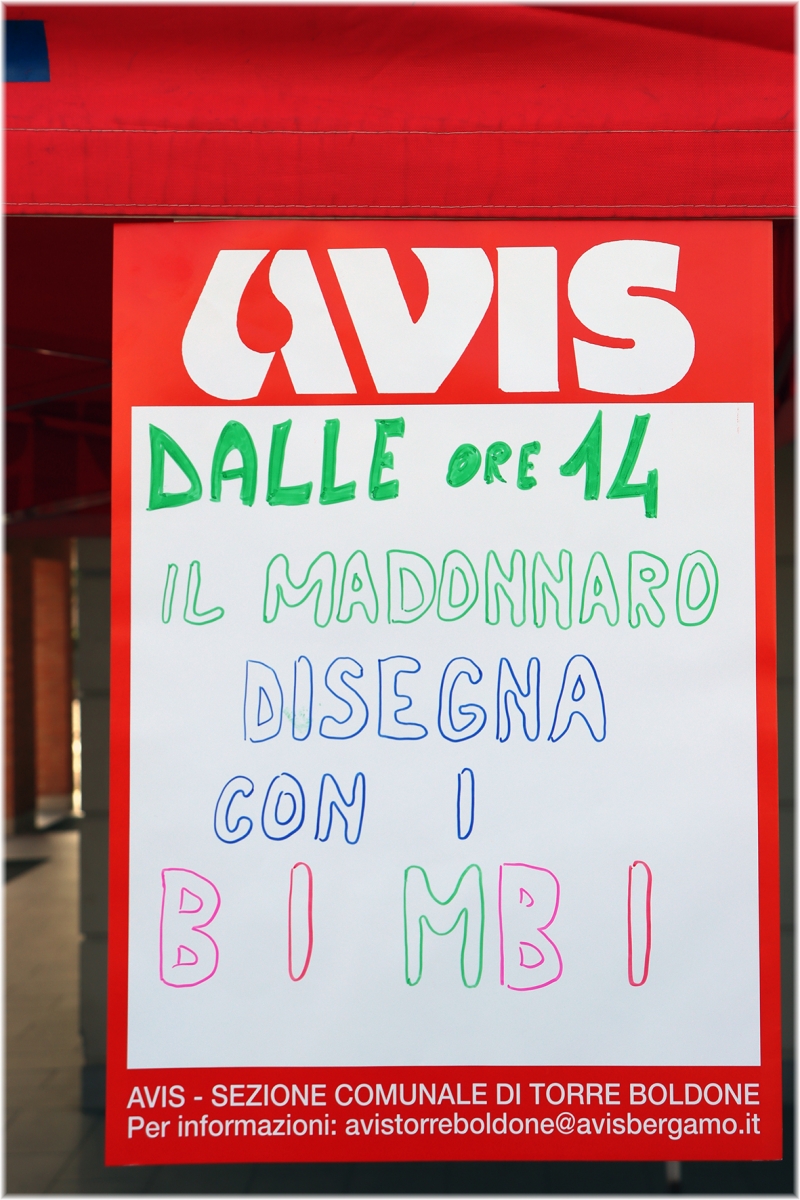 AVIS
DALLE ORE 14
IL MADONNARO
DISEGNA
CON I
BIMBI
AVIS - SEZIONE COMUNALE DI TORRE BOLDONE
Per informazioni: avistorreboldone@avisbergamo.it